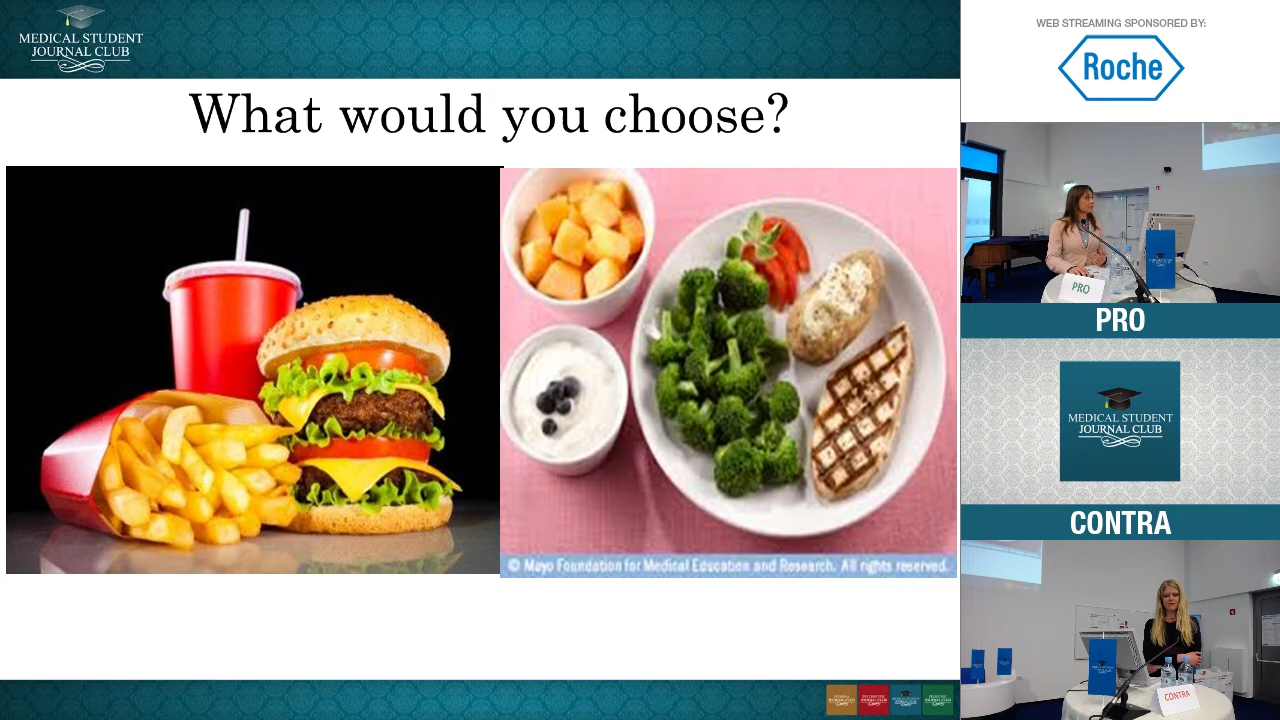 MEDICAL STUDENT
JOURNAL CLUB
What would you choose?
© Mayo Foundation for Medical Education and Research. All rights reserved.
WEB STREAMING SPONSORED BY:
Roche
PRO
PRO
MEDICAL STUDENT
JOURNAL CLUB
CONTRA
CONTRA